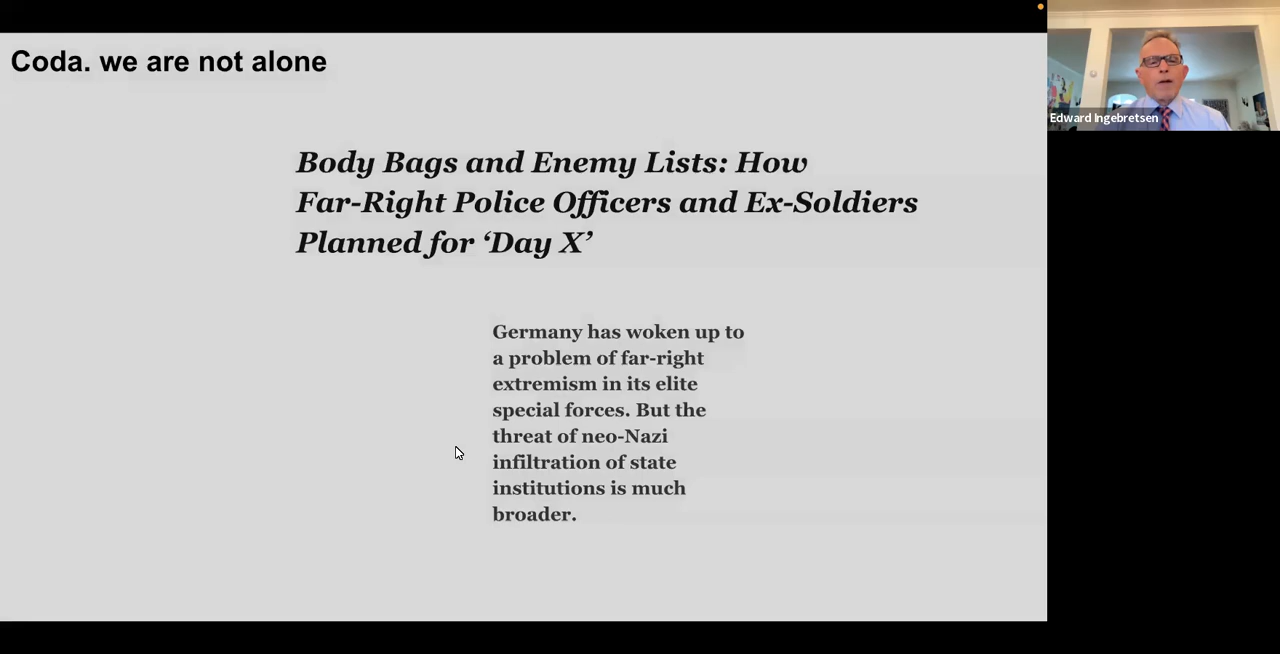 Coda. we are not alone
Body Bags and Enemy Lists: How
Far-Right Police Officers and Ex-Soldiers
Planned for ‘Day X’
Germany has woken up to
a problem of far-right
extremism in its elite
special forces. But the
threat of neo-Nazi
infiltration of state
institutions is much
broader.
Edward Ingebretsen